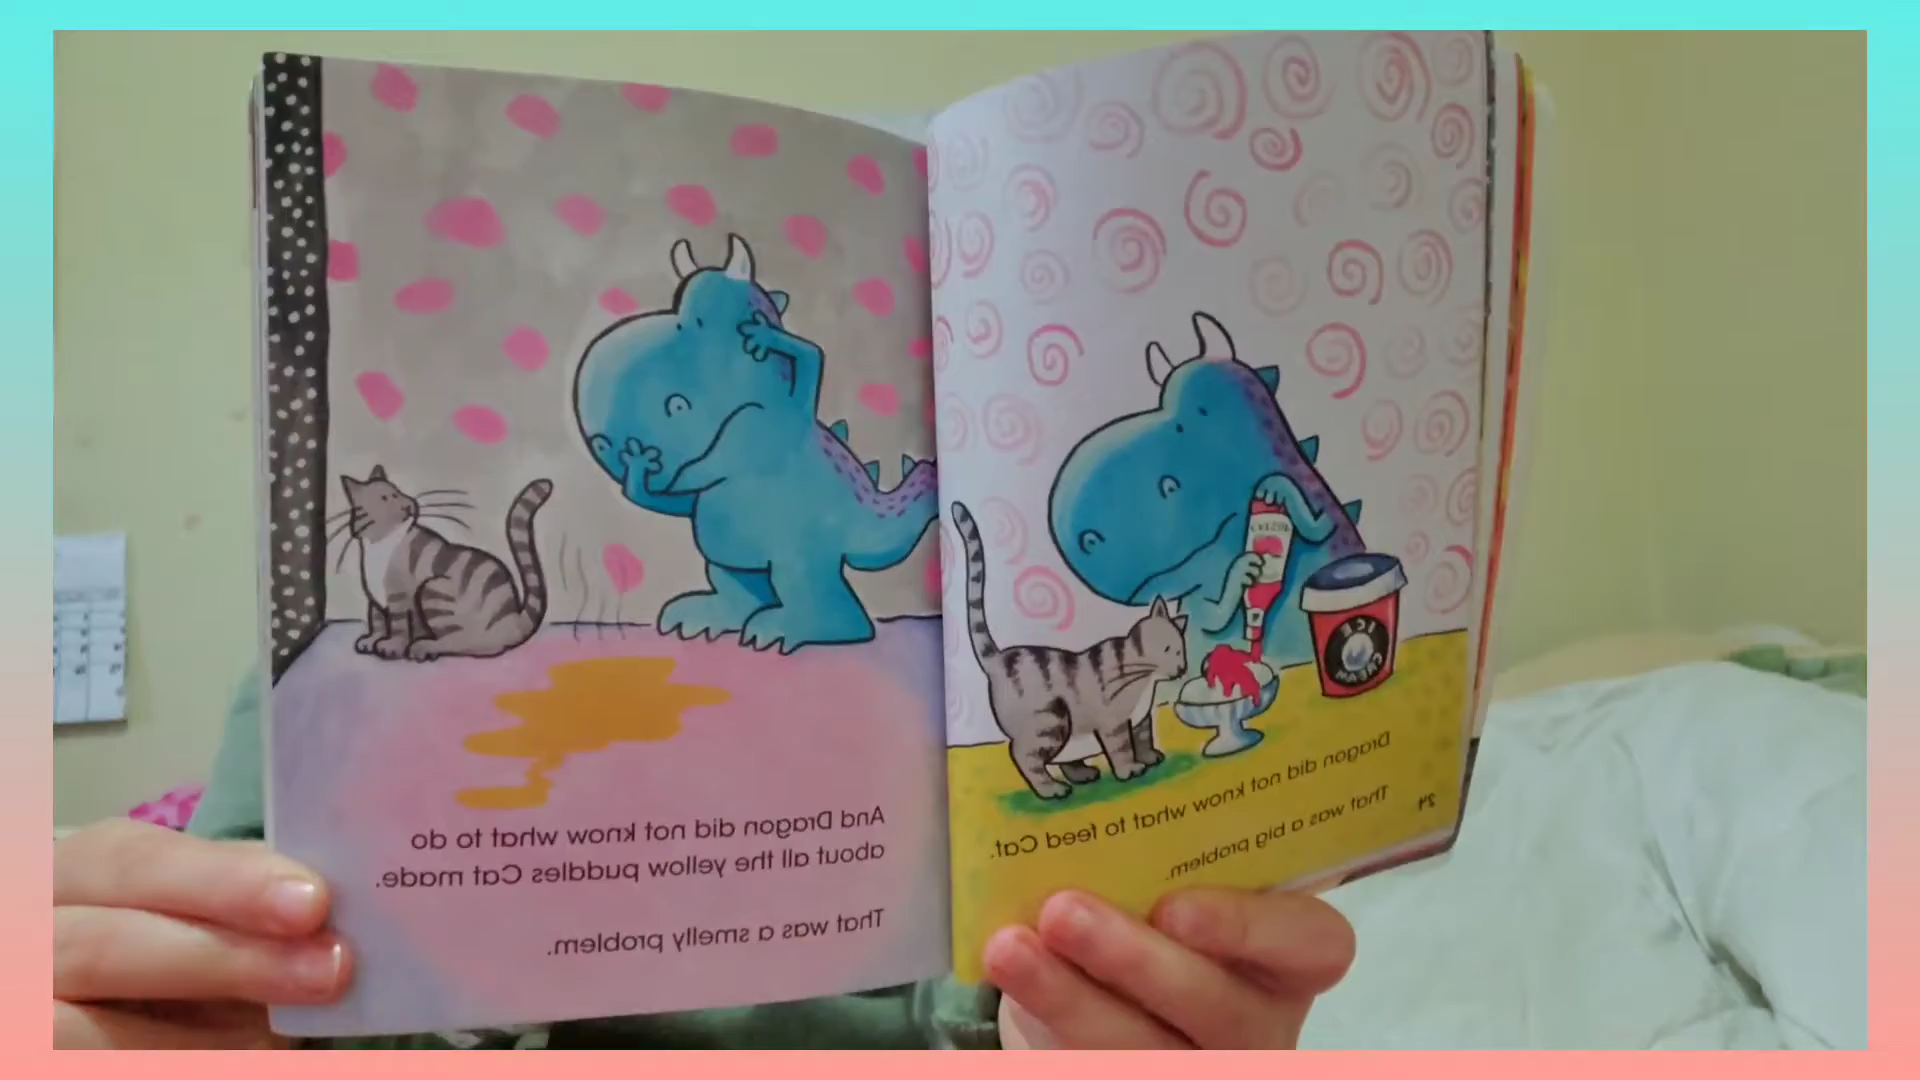 Dragon did not know what to feed Cat.
That was a big problem.
24
And Dragon did not know what to do
about all the yellow puddles Cat made.
That was a smelly problem.
ICE
CREAM